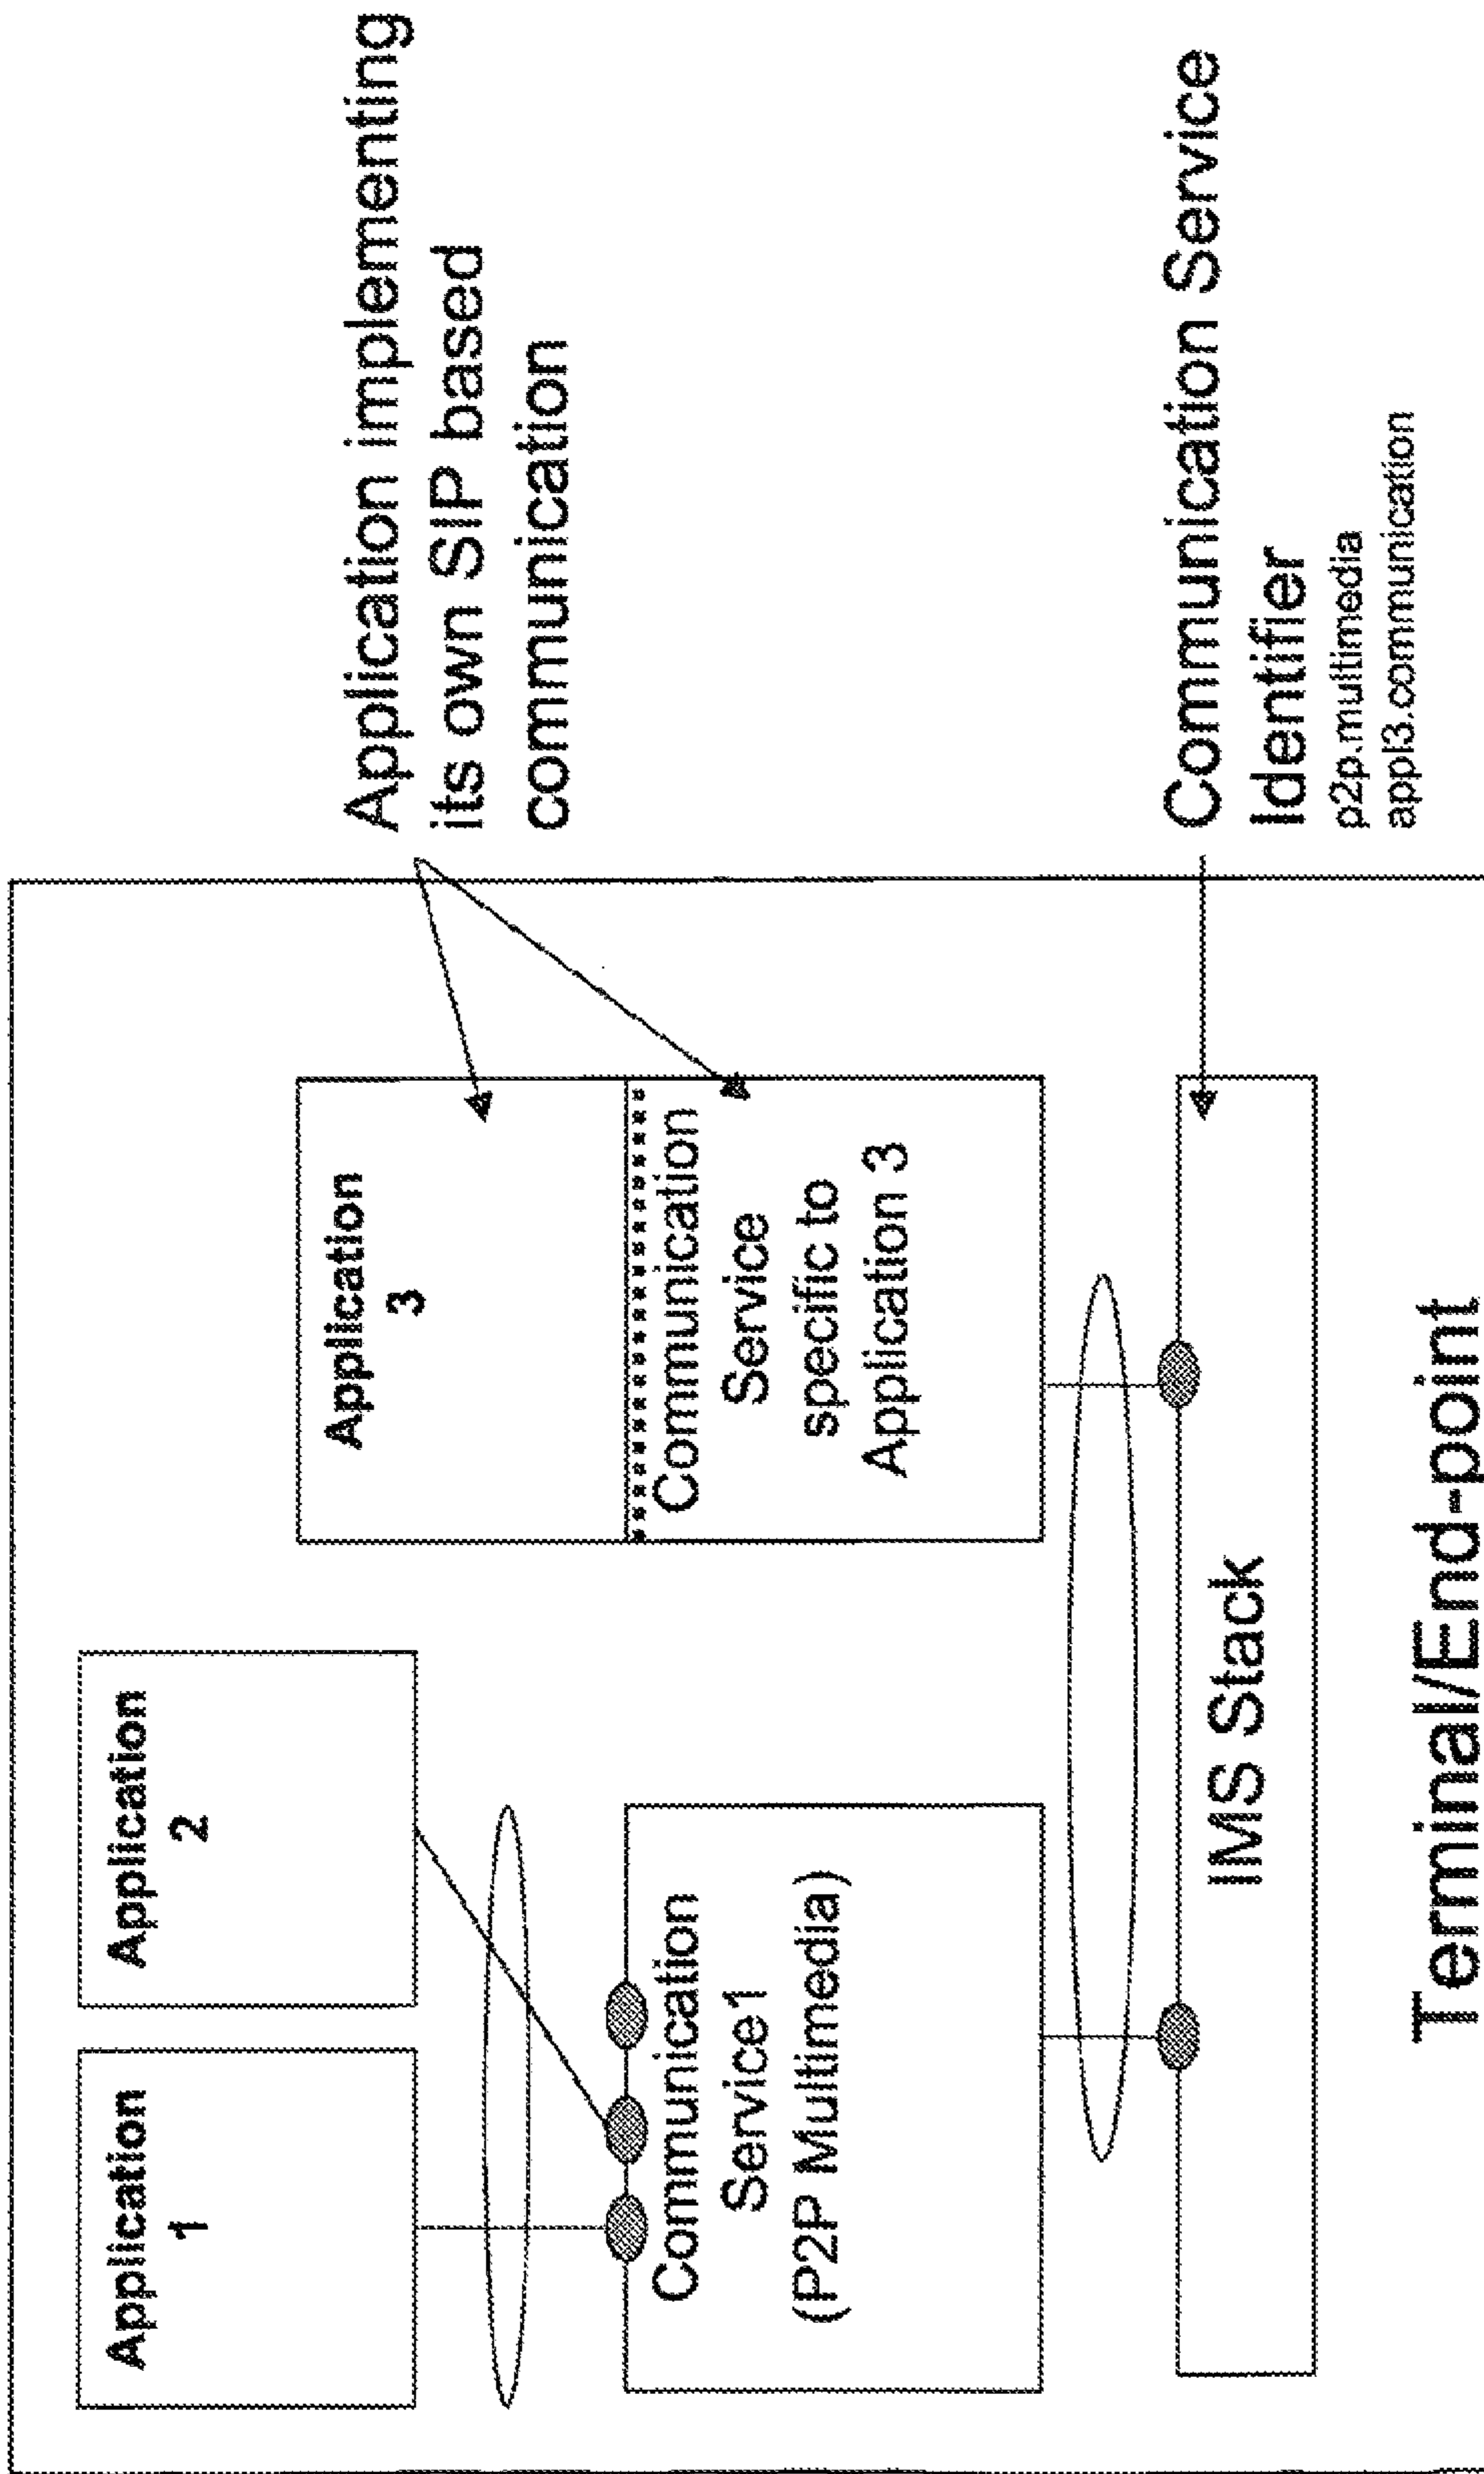 Application
1
Application
2
Application
3
Communication
Service1
(P2P Multimedia)
Communication
Service
specific to
Application 3
IMS Stack
Terminal/End-point
Application implementing
its own SIP based
communication
Communication Service
Identifier
p2p.multimedia
appl3.communication